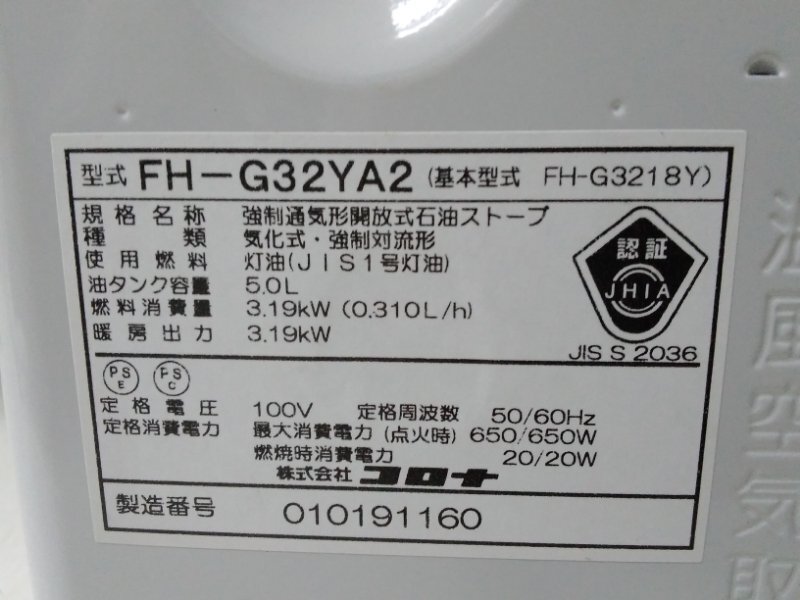 型式 FH-G32YA2 (基本型式 FH-G3218Y)
規格名称 強制通気形開放式石油ストーブ
種類 気化式・強制対流形
使用燃料 灯油(JIS1号灯油)
油タンク容量 5.0L
燃料消費量 3.19kW (0.310L/h)
暖房出力 3.19kW
認証
JHIA
JIS S 2036
PS E PS C
定格電圧 100V 定格周波数 50/60Hz
定格消費電力 最大消費電力(点火時) 650/650W
燃焼時消費電力 20/20W
株式会社 コロナ
製造番号 010191160
温風空気取